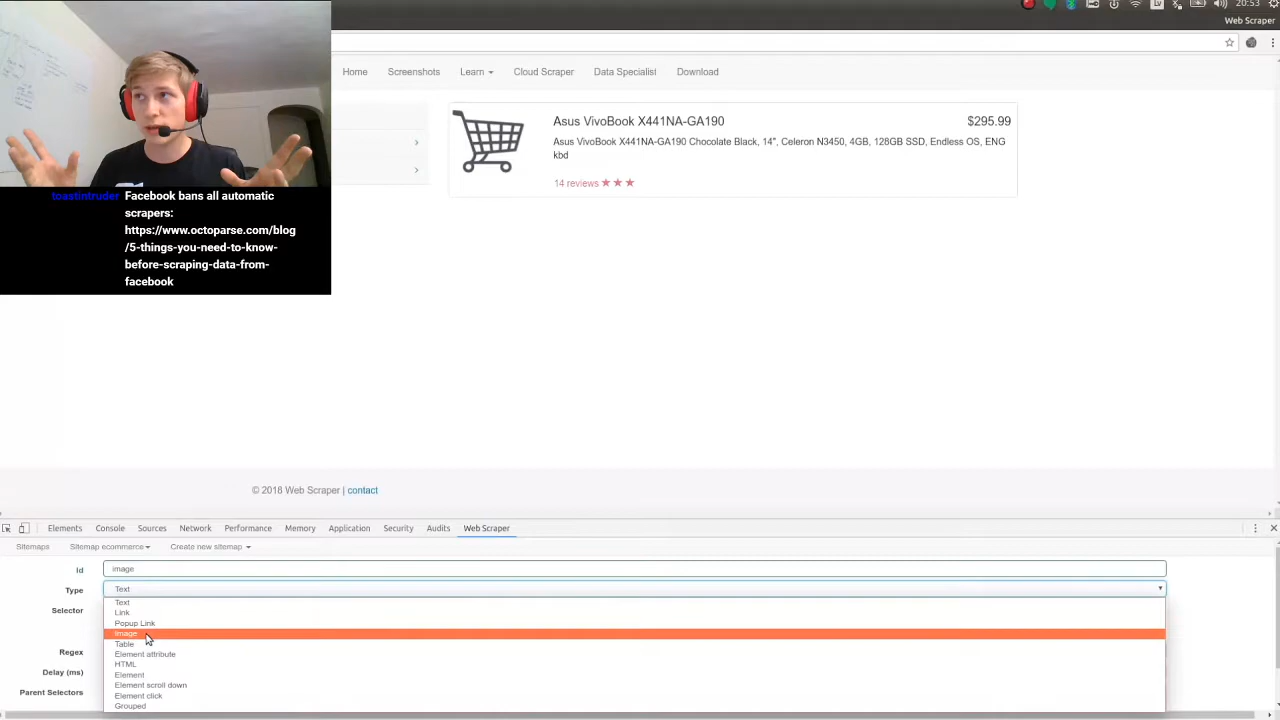 20:53
Web Scraper
Home
Screenshots
Learn
Cloud Scraper
Data Specialist
Download
Asus VivoBook X441NA-GA190
$295.99
Asus VivoBook X441NA-GA190 Chocolate Black, 14", Celeron N3450, 4GB, 128GB SSD, Endless OS, ENG
kbd
14 reviews
toastintruder Facebook bans all automatic
scrapers:
https://www.octoparse.com/blog
/5-things-you-need-to-know-
before-scraping-data-from-
facebook
© 2018 Web Scraper | contact
Elements
Console
Sources
Network
Performance
Memory
Application
Security
Audits
Web Scraper
Sitemaps
Sitemap ecommerce
Create new sitemap
Id
image
Type
Text
Selector
Text
Link
Popup Link
Image
Table
Element attribute
HTML
Element
Element scroll down
Element click
Grouped
Regex
Delay (ms)
Parent Selectors